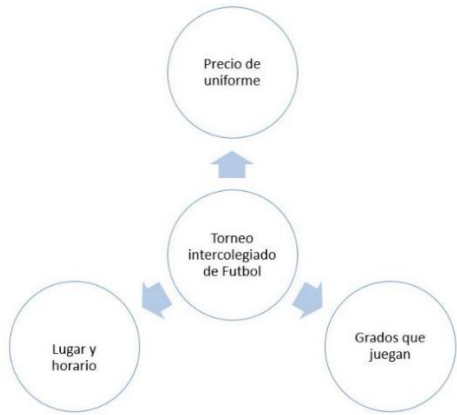 Precio de
uniforme
Torneo
intercolegiado
de Futbol
Lugar y
horario
Grados que
juegan